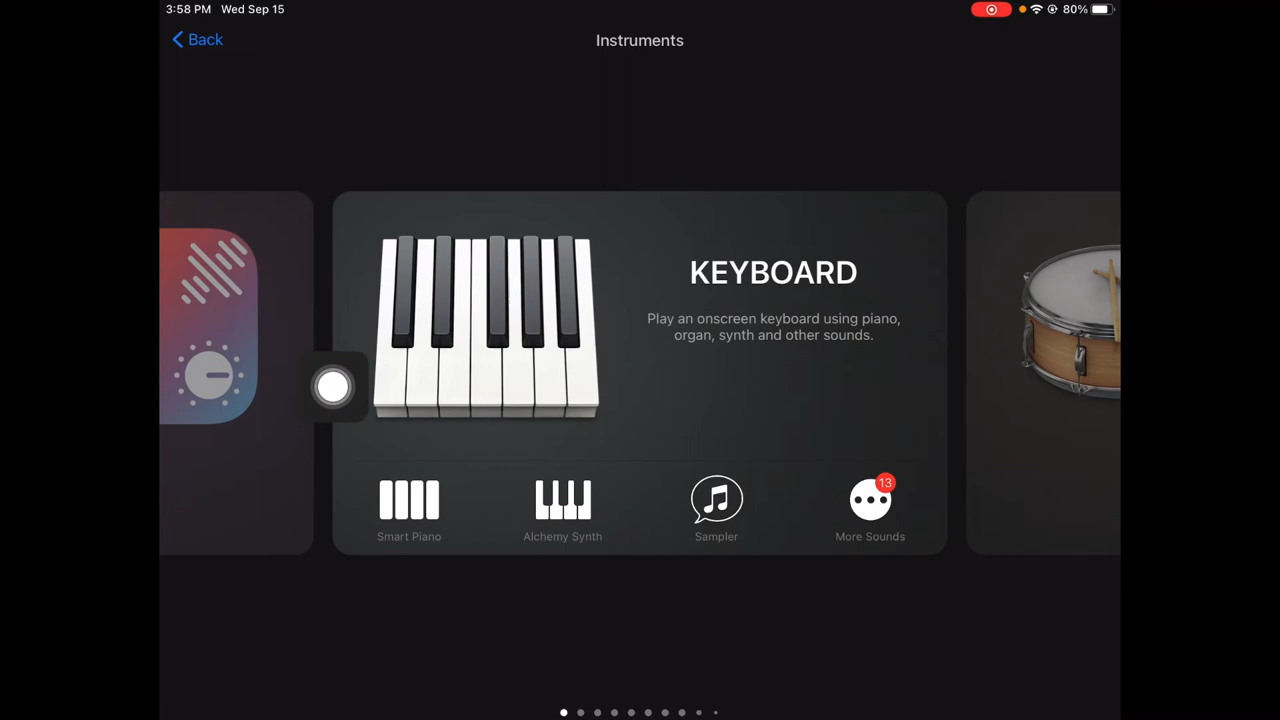 3:58 PM Wed Sep 15
80%
Back
Instruments
KEYBOARD
Play an onscreen keyboard using piano,
organ, synth and other sounds.
13
Smart Piano
Alchemy Synth
Sampler
More Sounds